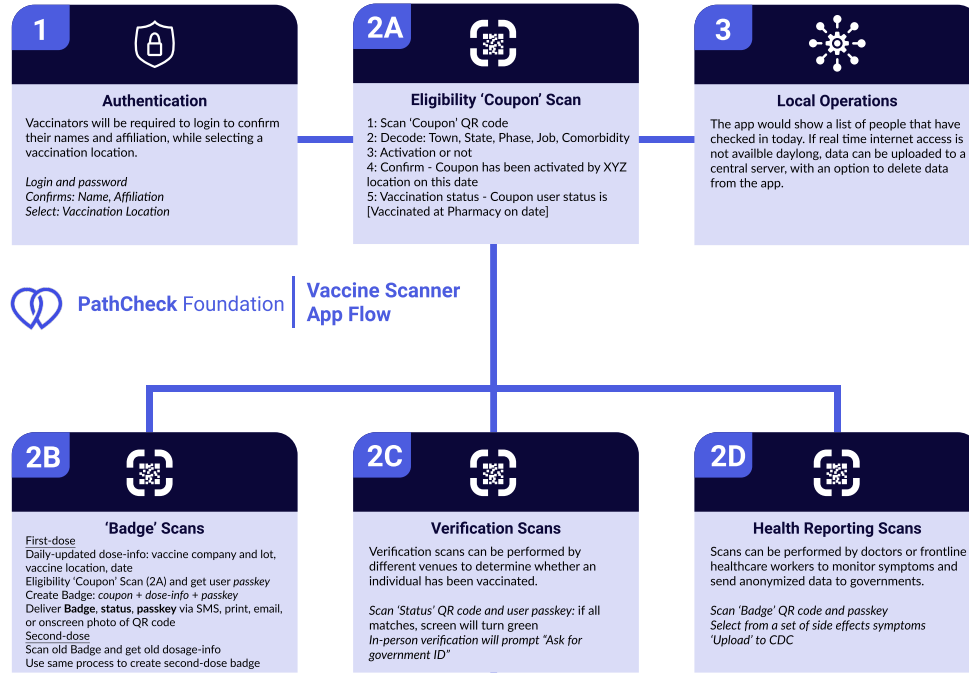 1
Authentication
Vaccinators will be required to login to confirm
their names and affiliation, while selecting a
vaccination location.
Login and password
Confirms: Name, Affiliation
Select: Vaccination Location
2A
Eligibility ‘Coupon’ Scan
1: Scan ‘Coupon’ QR code
2: Decode: Town, State, Phase, Job, Comorbidity
3: Activation or not
4: Confirm - Coupon has been activated by XYZ
location on this date
5: Vaccination status - Coupon user status is
[Vaccinated at Pharmacy on date]
3
Local Operations
The app would show a list of people that have
checked in today. If real time internet access is
not availble daylong, data can be uploaded to a
central server, with an option to delete data
from the app.
PathCheck Foundation
Vaccine Scanner
App Flow
2B
‘Badge’ Scans
First-dose
Daily-updated dose-info: vaccine company and lot,
vaccine location, date
Eligibility ‘Coupon’ Scan (2A) and get user passkey
Create Badge: coupon + dose-info + passkey
Deliver Badge, status, passkey via SMS, print, email,
or onscreen photo of QR code
Second-dose
Scan old Badge and get old dosage-info
Use same process to create second-dose badge
2C
Verification Scans
Verification scans can be performed by
different venues to determine whether an
individual has been vaccinated.
Scan ‘Status’ QR code and user passkey: if all
matches, screen will turn green
In-person verification will prompt “Ask for
government ID”
2D
Health Reporting Scans
Scans can be performed by doctors or frontline
healthcare workers to monitor symptoms and
send anonymized data to governments.
Scan ‘Badge’ QR code and passkey
Select from a set of side effects symptoms
‘Upload’ to CDC